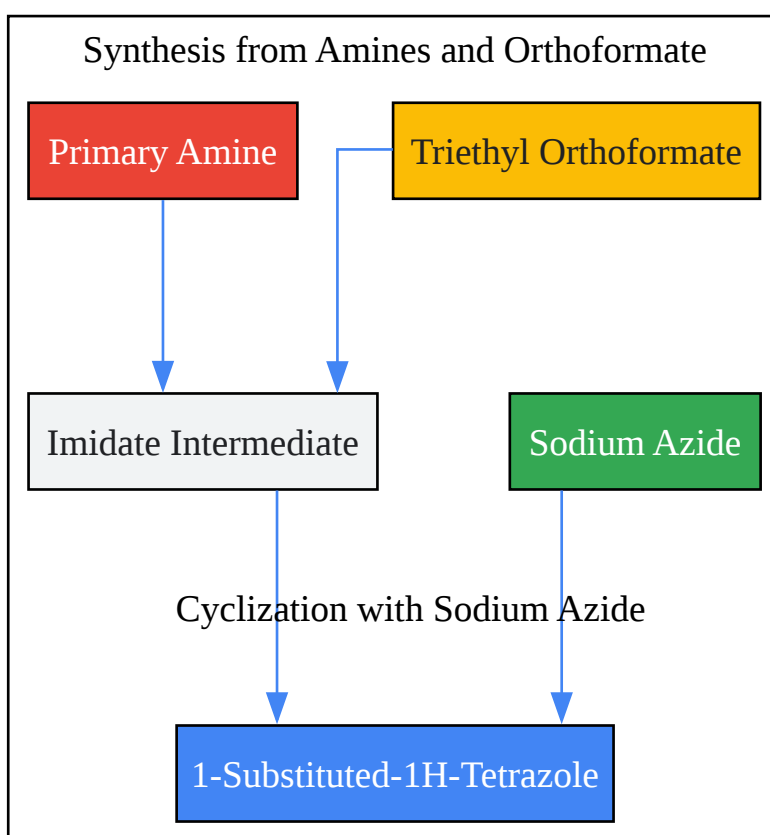 Synthesis from Amines and Orthoformate
Primary Amine
Triethyl Orthoformate
Imidate Intermediate
Sodium Azide
Cyclization with Sodium Azide
1-Substituted-1H-Tetrazole